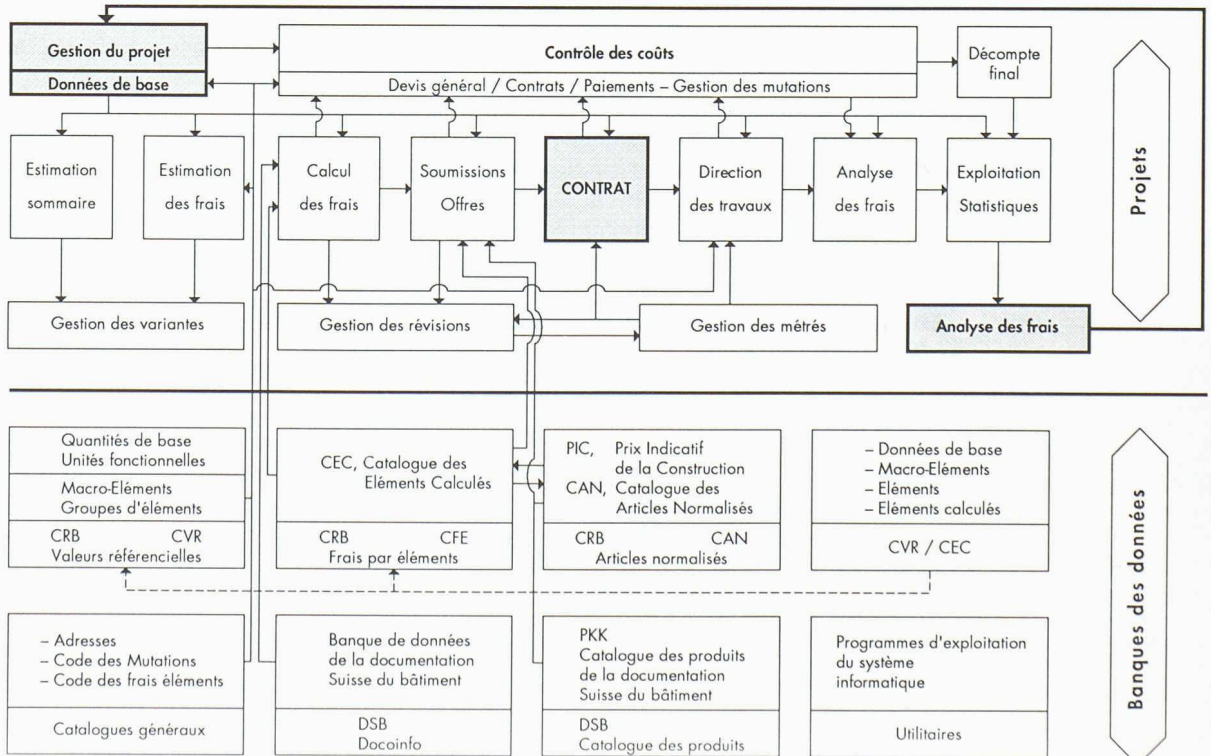 Gestion du projet
Données de base
Contrôle des coûts
Devis général / Contrats / Paiements – Gestion des mutations
Décompte
final
Estimation
sommaire
Estimation
des frais
Calcul
des frais
Soumissions
Offres
CONTRAT
Direction
des travaux
Analyse
des frais
Exploitation
Statistiques
Gestion des variantes
Gestion des révisions
Gestion des métrés
Analyse des frais
Projets
Quantités de base
Unités fonctionnelles
Macro-Eléments
Groupes d'éléments
CRB CVR
Valeurs référencielles
CEC, Catalogue des
Eléments Calculés
CRB CFE
Frais par éléments
PIC, Prix Indicatif
de la Construction
CAN, Catalogue des
Articles Normalisés
CRB CAN
Articles normalisés
– Données de base
– Macro-Eléments
– Eléments
– Eléments calculés
CVR / CEC
– Adresses
– Code des Mutations
– Code des frais éléments
Catalogues généraux
Banque de données
de la documentation
Suisse du bâtiment
DSB
Docoinfo
PKK
Catalogue des produits
de la documentation
Suisse du bâtiment
DSB
Catalogue des produits
Programmes d'exploitation
du système
informatique
Utilitaires
Banques des données